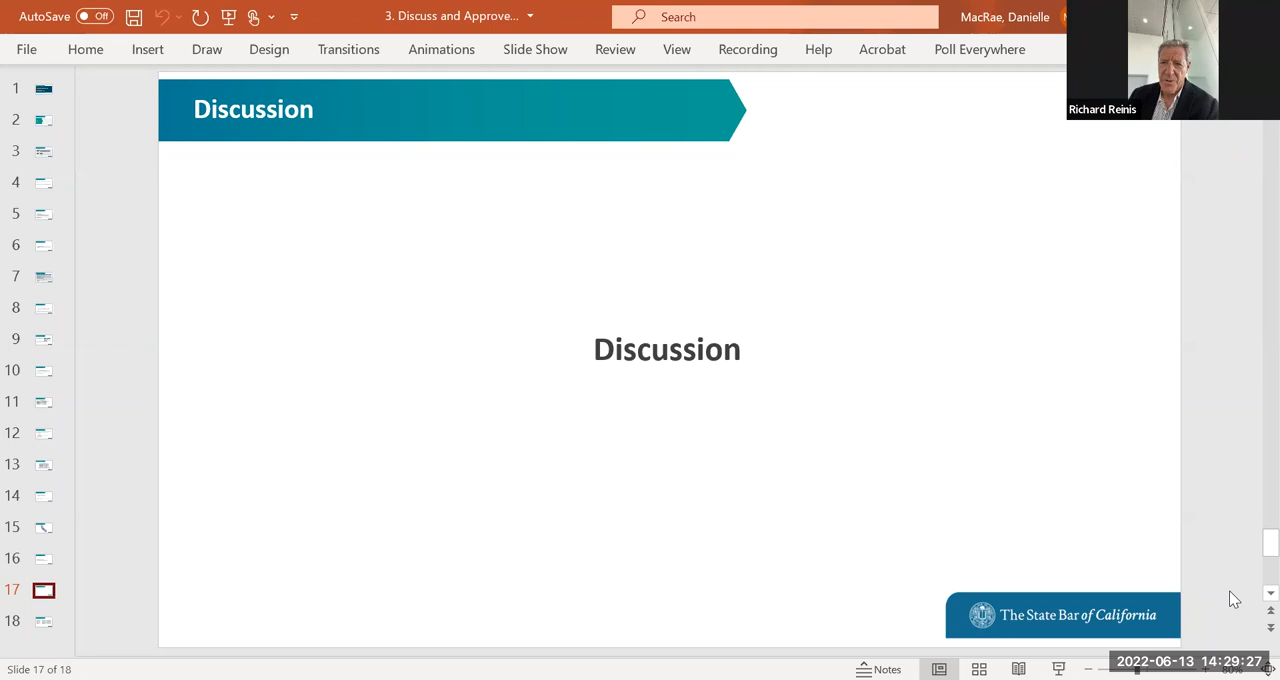 AutoSave Off 3. Discuss and Approve... Search MacRae, Danielle
File Home Insert Draw Design Transitions Animations Slide Show Review View Recording Help Acrobat Poll Everywhere
Richard Reinis
1
2
3
4
5
6
7
8
9
10
11
12
13
14
15
16
17
18
Discussion
Discussion
The State Bar of California
Slide 17 of 18 Notes 80%
2022-06-13 14:29:27